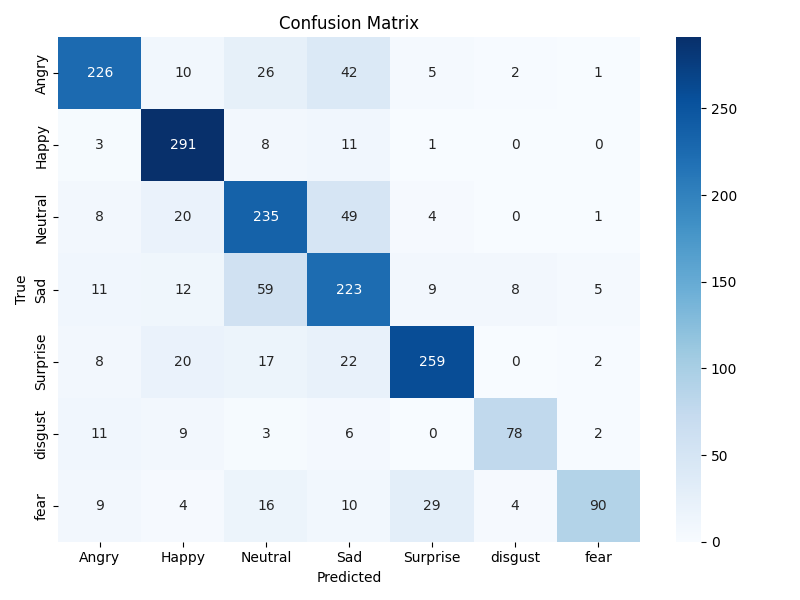 Confusion Matrix
Angry 226 10 26 42 5 2 1
Happy 3 291 8 11 1 0 0
Neutral 8 20 235 49 4 0 1
Sad 11 12 59 223 9 8 5
Surprise 8 20 17 22 259 0 2
disgust 11 9 3 6 0 78 2
fear 9 4 16 10 29 4 90
Angry Happy Neutral Sad Surprise disgust fear
Predicted
True
250
200
150
100
50
0